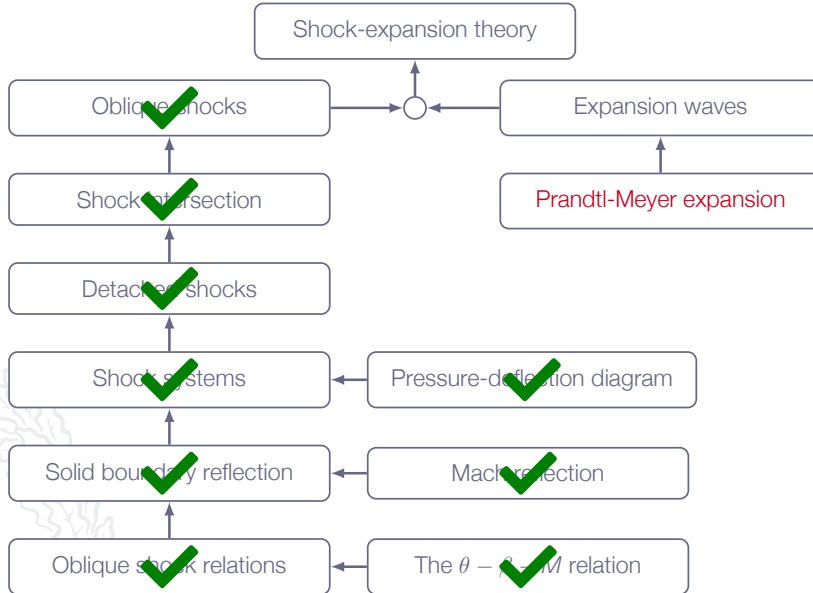 Shock-expansion theory
Oblique shocks
Expansion waves
Shock intersection
Prandtl-Meyer expansion
Detached shocks
Shock systems
Pressure-deflection diagram
Solid boundary reflection
Mach reflection
Oblique shock relations
The θ − β − M relation